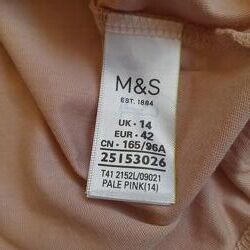 M&S
EST. 1884
UK - 14
EUR - 42
CN - 165/96A
25153026
T41 2152L/09021
PALE PINK(14)